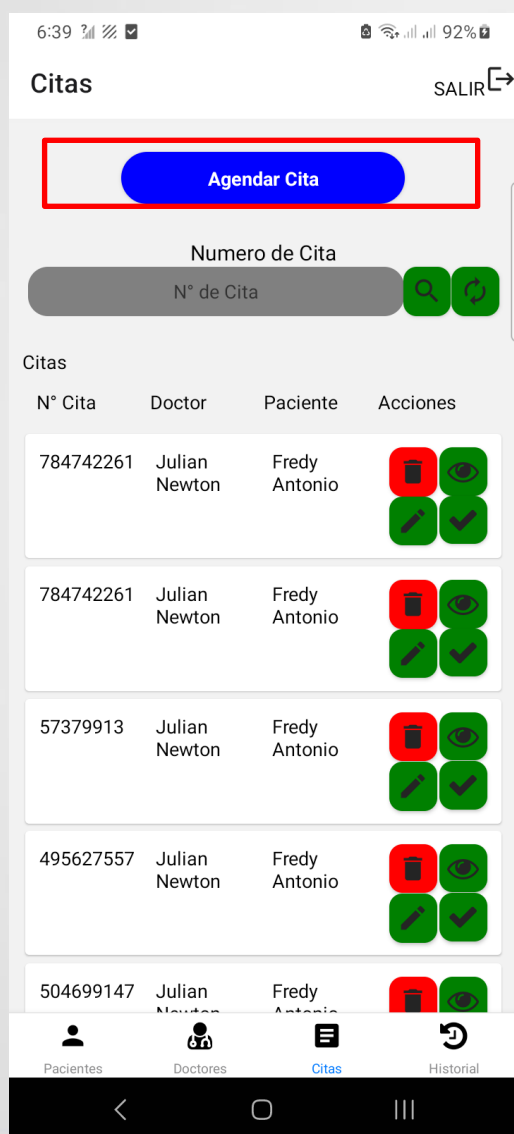 6:39 92%
Citas SALIR
Agendar Cita
Numero de Cita
N° de Cita
Citas
N° Cita Doctor Paciente Acciones
784742261 Julian Fredy
Newton Antonio
784742261 Julian Fredy
Newton Antonio
57379913 Julian Fredy
Newton Antonio
495627557 Julian Fredy
Newton Antonio
504699147 Julian Fredy
Newton Antonio
Pacientes Doctores Citas Historial